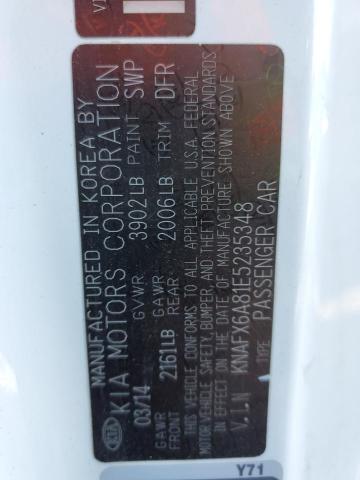 VI
MANUFACTURED IN KOREA BY
KIA MOTORS CORPORATION
KIA
03/14 GVWR 3902LB PAINT SWP
GAWR FRONT 2161LB GAWR REAR 2006LB TRIM DFR
THIS VEHICLE CONFORMS TO ALL APPLICABLE U.S.A. FEDERAL
MOTOR VEHICLE SAFETY, BUMPER, AND THEFT PREVENTION STANDARDS
IN EFFECT ON THE DATE OF MANUFACTURE SHOWN ABOVE
V.I.N KNAFX6A81E5235348
TYPE PASSENGER CAR
Y71